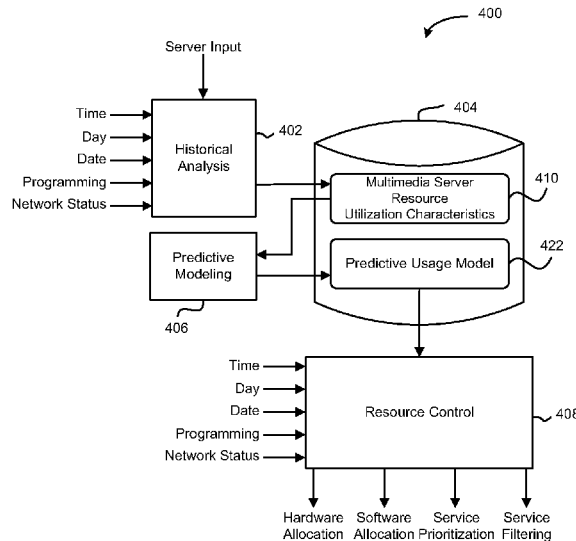 400
Server Input
404
Time
Day
Date
Programming
Network Status
Historical
Analysis
402
Multimedia Server
Resource
Utilization Characteristics
410
Predictive
Modeling
406
Predictive Usage Model
422
Time
Day
Date
Programming
Network Status
Resource Control
408
Hardware
Allocation
Software
Allocation
Service
Prioritization
Service
Filtering